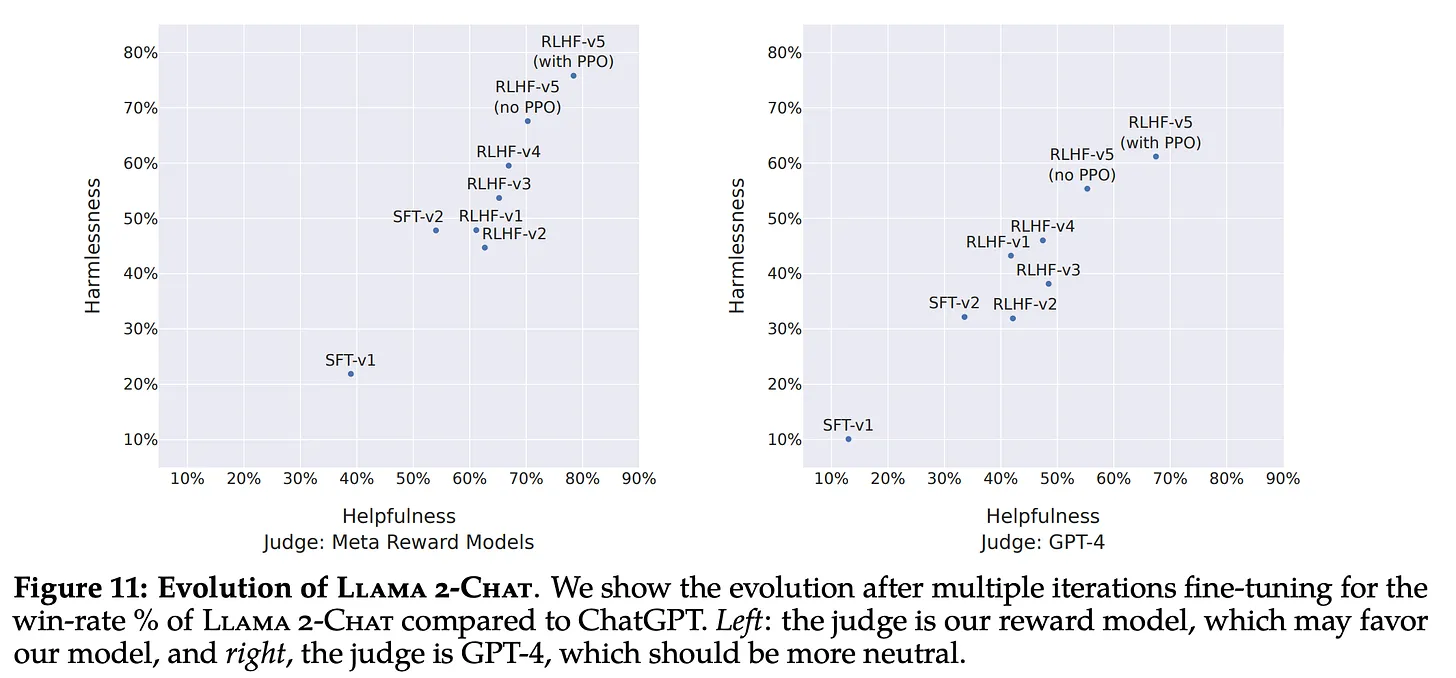 80%
70%
60%
50%
40%
30%
20%
10%
Harmlessness
RLHF-v5
(with PPO)
RLHF-v5
(no PPO)
RLHF-v4
RLHF-v3
SFT-v2
RLHF-v1
RLHF-v2
SFT-v1
10% 20% 30% 40% 50% 60% 70% 80% 90%
Helpfulness
Judge: Meta Reward Models
80%
70%
60%
50%
40%
30%
20%
10%
Harmlessness
RLHF-v5
(with PPO)
RLHF-v5
(no PPO)
RLHF-v4
RLHF-v1
RLHF-v3
SFT-v2
RLHF-v2
SFT-v1
10% 20% 30% 40% 50% 60% 70% 80% 90%
Helpfulness
Judge: GPT-4
Figure 11: Evolution of Llama 2-Chat. We show the evolution after multiple iterations fine-tuning for the
win-rate % of Llama 2-Chat compared to ChatGPT. Left: the judge is our reward model, which may favor
our model, and right, the judge is GPT-4, which should be more neutral.